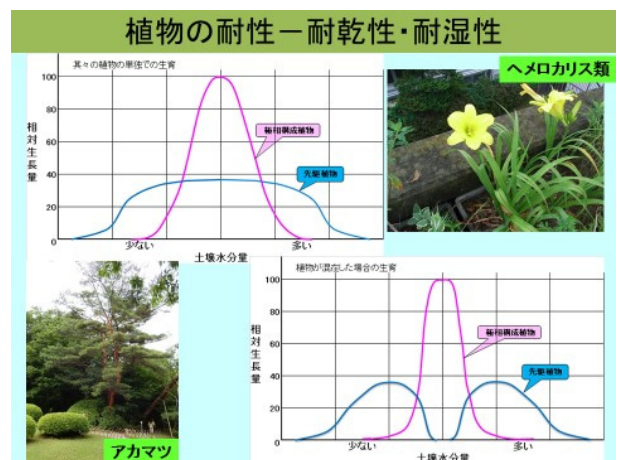 植物の耐性－耐乾性・耐湿性
其々の植物の単独での生育
100
80
60
40
20
0
相対生長量
極相構成植物
先駆植物
少ない
多い
土壌水分量
ヘメロカリス類
アカマツ
植物が混在した場合の生育
100
80
60
40
20
0
相対生長量
極相構成植物
先駆植物
少ない
多い
土壌水分量